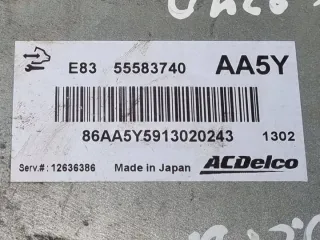 E83 55583740 AA5Y
86AA5Y5913020243 1302
Serv.#: 12636386 Made in Japan ACDelco